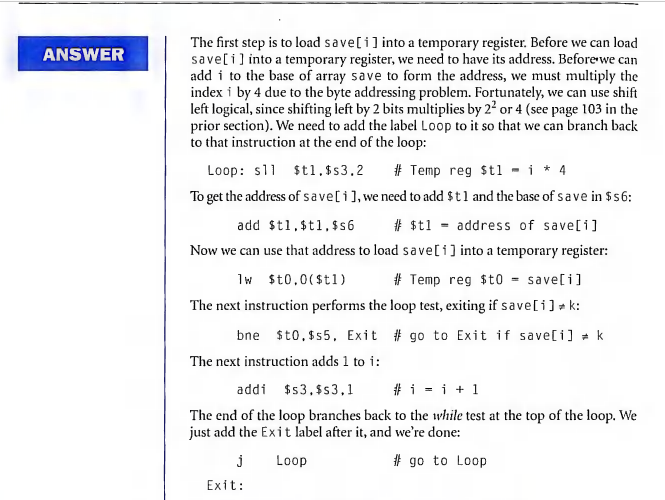 ANSWER
The first step is to load save[i] into a temporary register. Before we can load
save[i] into a temporary register, we need to have its address. Before we can
add i to the base of array save to form the address, we must multiply the
index i by 4 due to the byte addressing problem. Fortunately, we can use shift
left logical, since shifting left by 2 bits multiplies by 2² or 4 (see page 103 in the
prior section). We need to add the label Loop to it so that we can branch back
to that instruction at the end of the loop:
Loop: sll $t1,$s3,2 # Temp reg $t1 = i * 4
To get the address of save[i], we need to add $t1 and the base of save in $s6:
add $t1,$t1,$s6 # $t1 = address of save[i]
Now we can use that address to load save[i] into a temporary register:
lw $t0,0($t1) # Temp reg $t0 = save[i]
The next instruction performs the loop test, exiting if save[i] ≠ k:
bne $t0,$s5, Exit # go to Exit if save[i] ≠ k
The next instruction adds 1 to i:
addi $s3,$s3,1 # i = i + 1
The end of the loop branches back to the while test at the top of the loop. We
just add the Exit label after it, and we're done:
j Loop # go to Loop
Exit: